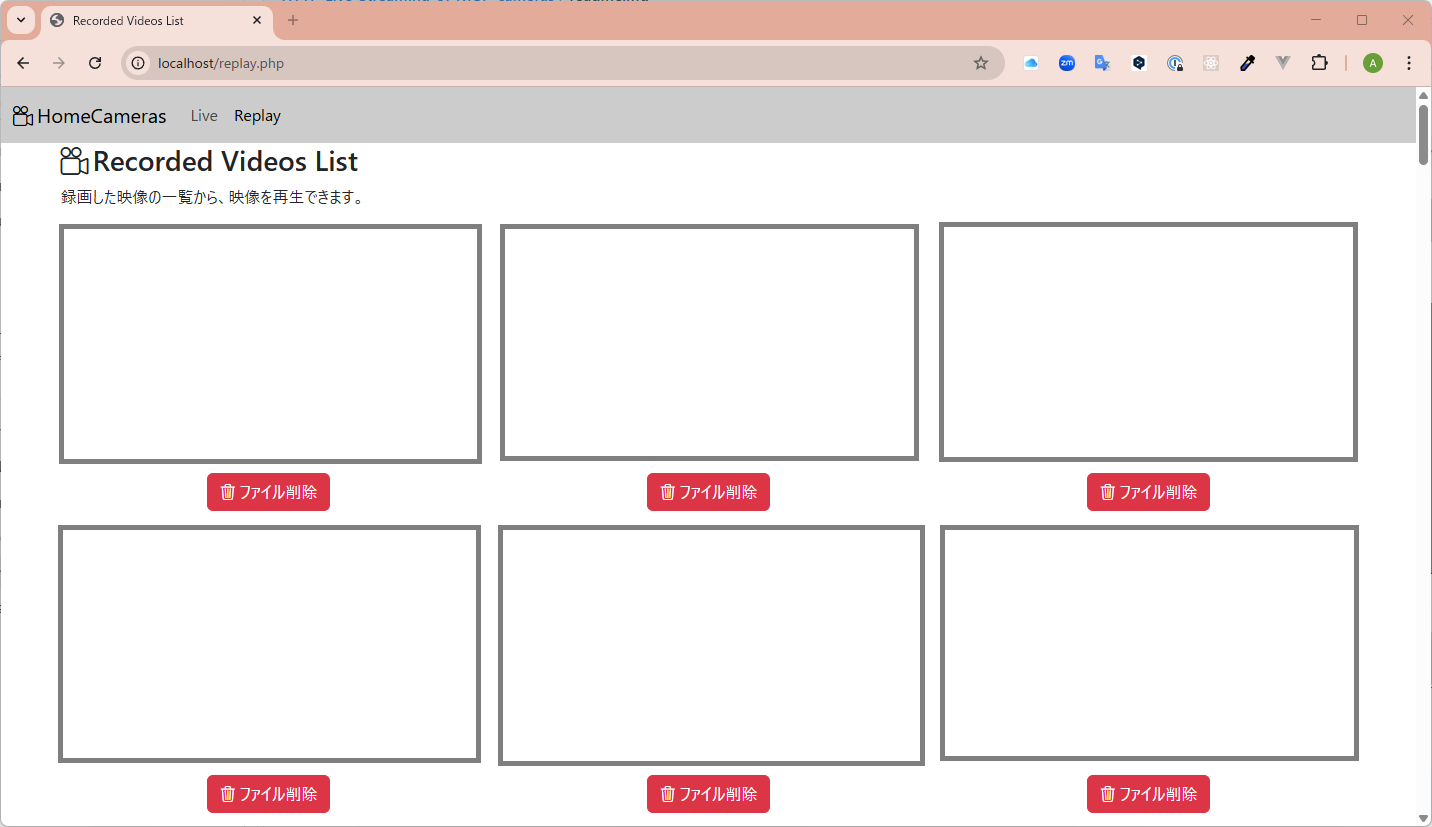 Recorded Videos List
localhost/replay.php
zm
A
HomeCameras Live Replay
Recorded Videos List
録画した映像の一覧から、映像を再生できます。
ファイル削除 ファイル削除 ファイル削除
ファイル削除 ファイル削除 ファイル削除